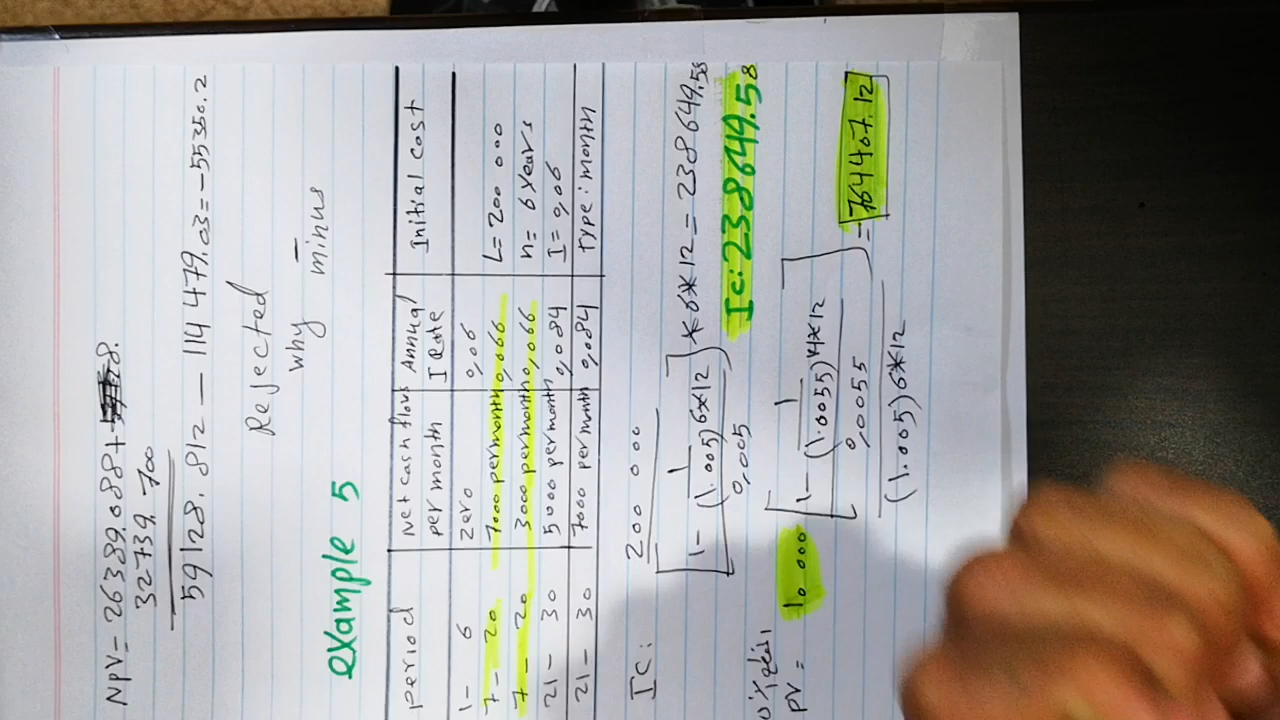 NPV = 26389.088 +
32739.700
59128.812 - 114 479.03 = -55350.2
Rejected
why - minus
example 5
period | Net cash flows per month | Annual I Rate | Initial cost
1 - 6 | zero | 0,06
7 - 20 | 7000 per month | 0,066 | L = 200 000
7 - 20 | 3000 per month | 0,066 | n = 6 years
21 - 30 | 5000 per month | 0,084 | I = 0,06
21 - 30 | 7000 per month | 0,084 | type: month
IC: 200 000
[1 - 1 / (1.005)6*12 / 0,005] * 6*12 = 238649.58
Ic: 238649.58
PV = 10 000 [1 - 1 / (1.0055)14*12 / 0,0055] = 764407.12
(1.005)6*12